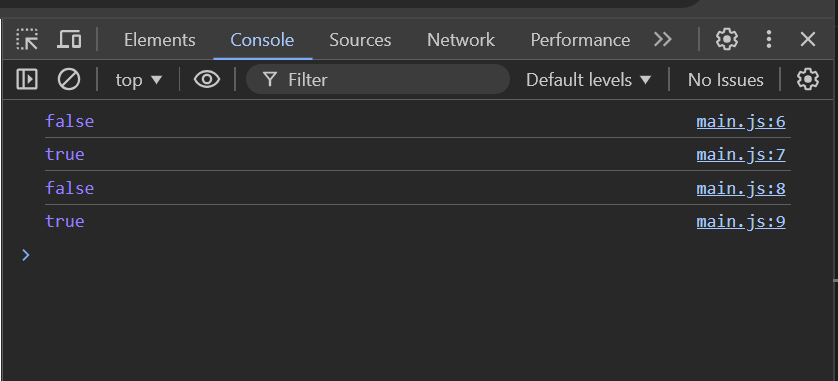 Elements Console Sources Network Performance
top Filter Default levels No Issues
false main.js:6
true main.js:7
false main.js:8
true main.js:9